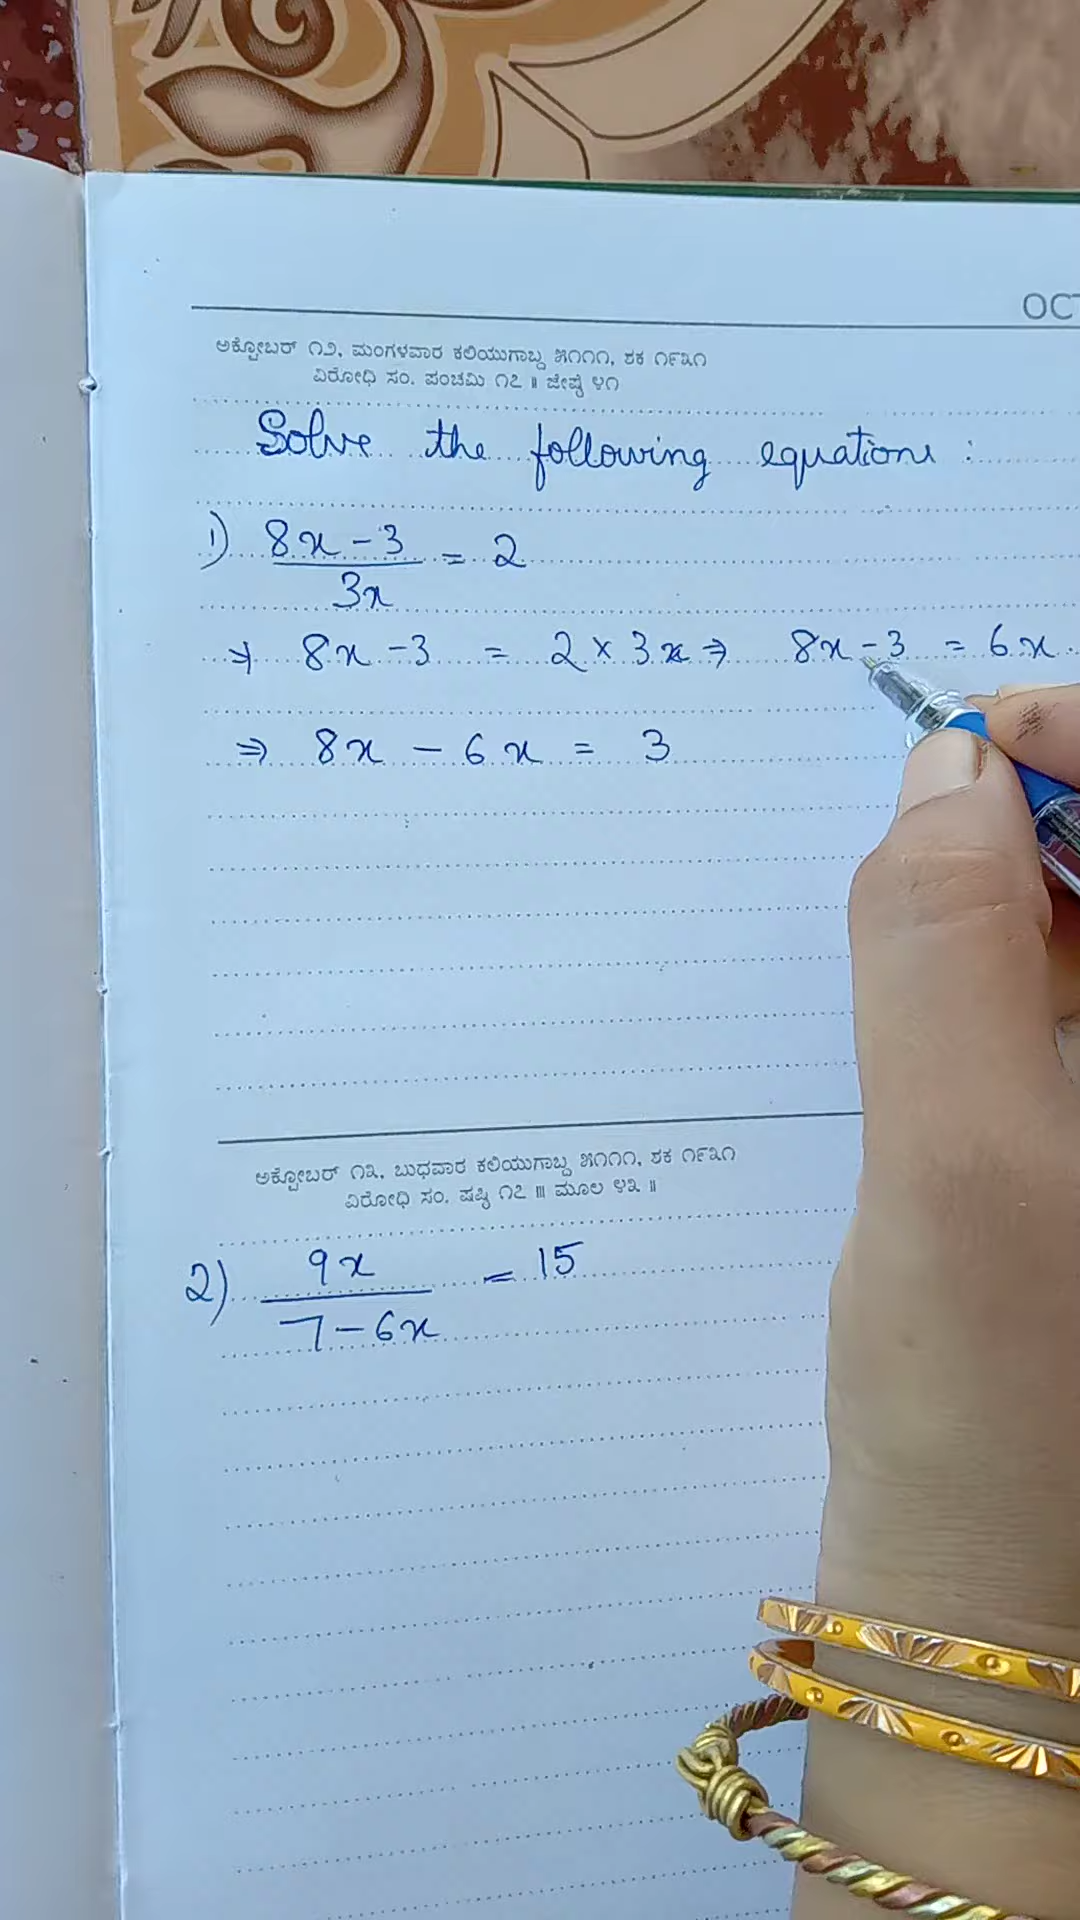 OCT
ಅಕ್ಟೋಬರ್ ೧೨, ಮಂಗಳವಾರ ಕಲಿಯುಗಾಬ್ದ ೫೧೧೧, ಶಕ ೧೯೩೧
ವಿರೋಧಿ ಸಂ. ಪಂಚಮಿ ೧೭ ॥ ಜೇಷ್ಠೆ ೪೧
Solve the following equations :
1) 8x - 3 / 3x = 2
⇒ 8x - 3 = 2 × 3x ⇒ 8x - 3 = 6x
⇒ 8x - 6x = 3
ಅಕ್ಟೋಬರ್ ೧೩, ಬುಧವಾರ ಕಲಿಯುಗಾಬ್ದ ೫೧೧೧, ಶಕ ೧೯೩೧
ವಿರೋಧಿ ಸಂ. ಷಷ್ಠಿ ೧೭ ॥। ಮೂಲ ೪೩ ॥
2) 9x / 7 - 6x = 15